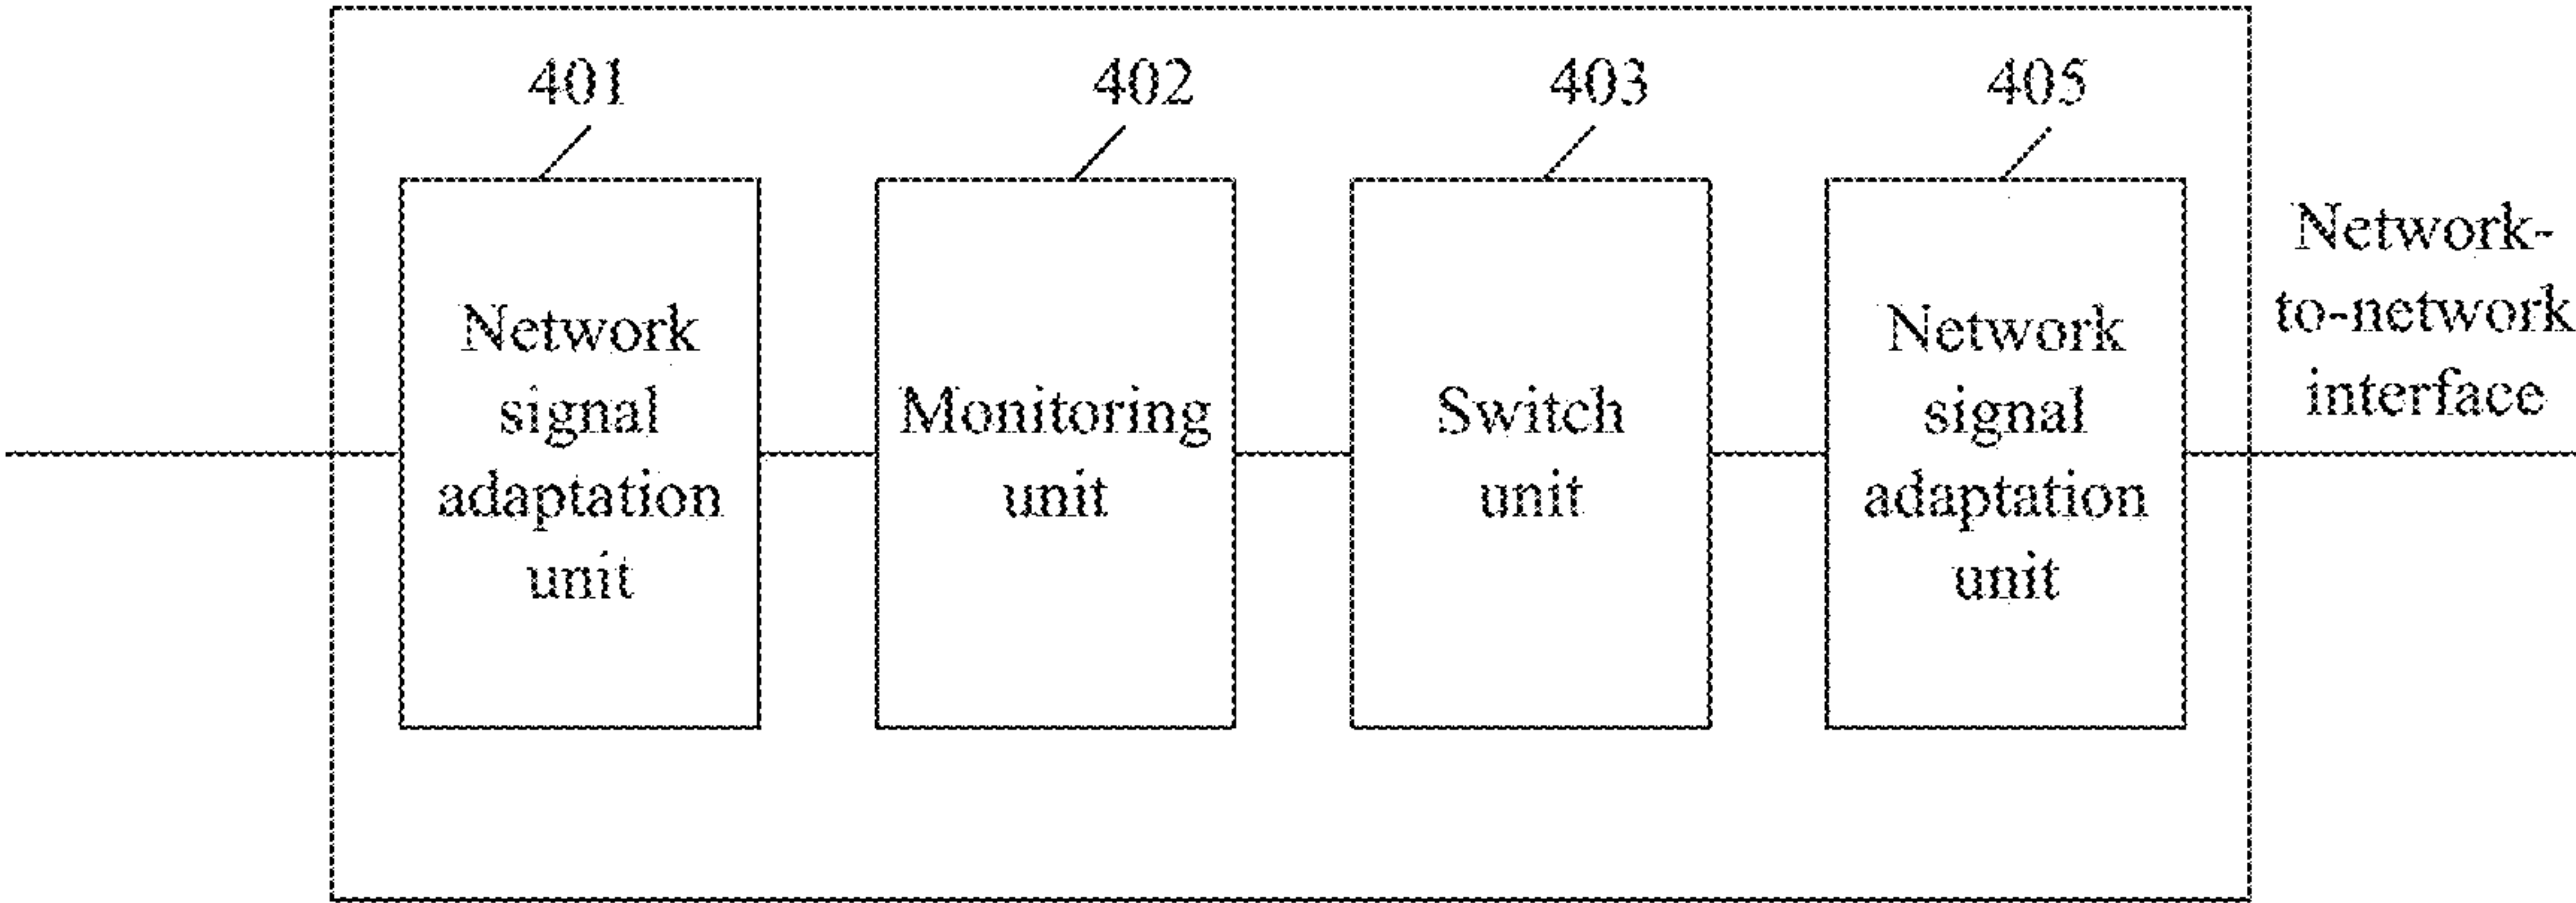 401
402
403
405
Network
signal
adaptation
unit
Monitoring
unit
Switch
unit
Network
signal
adaptation
unit
Network-
to-network
interface